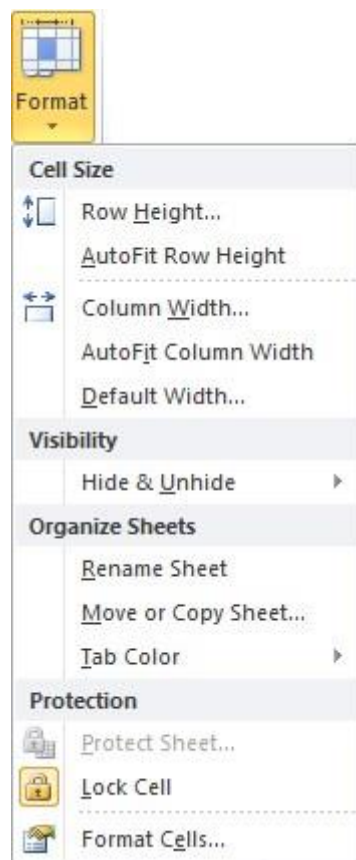 Format
Cell Size
Row Height...
AutoFit Row Height
Column Width...
AutoFit Column Width
Default Width...
Visibility
Hide & Unhide
Organize Sheets
Rename Sheet
Move or Copy Sheet...
Tab Color
Protection
Protect Sheet...
Lock Cell
Format Cells...